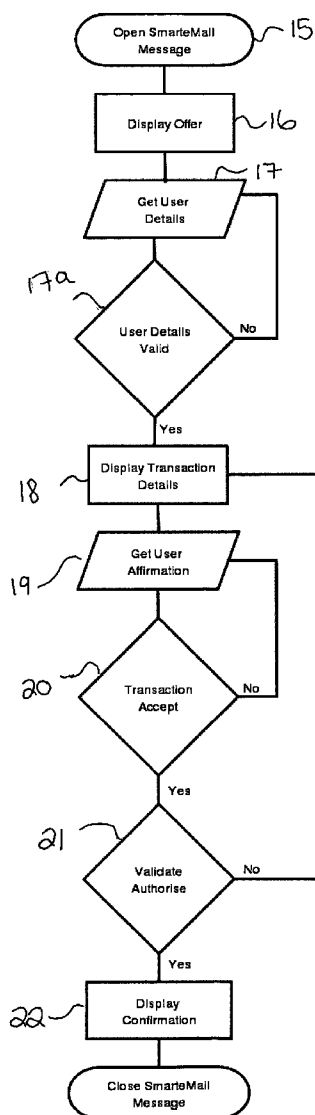 Open SmarteMail
Message
15
Display Offer
16
17
Get User
Details
17a
User Details
Valid
No
Yes
Display Transaction
Details
18
Get User
Affirmation
19
20
Transaction
Accept
No
Yes
21
Validate
Authorise
No
Yes
Display
Confirmation
22
Close SmarteMail
Message